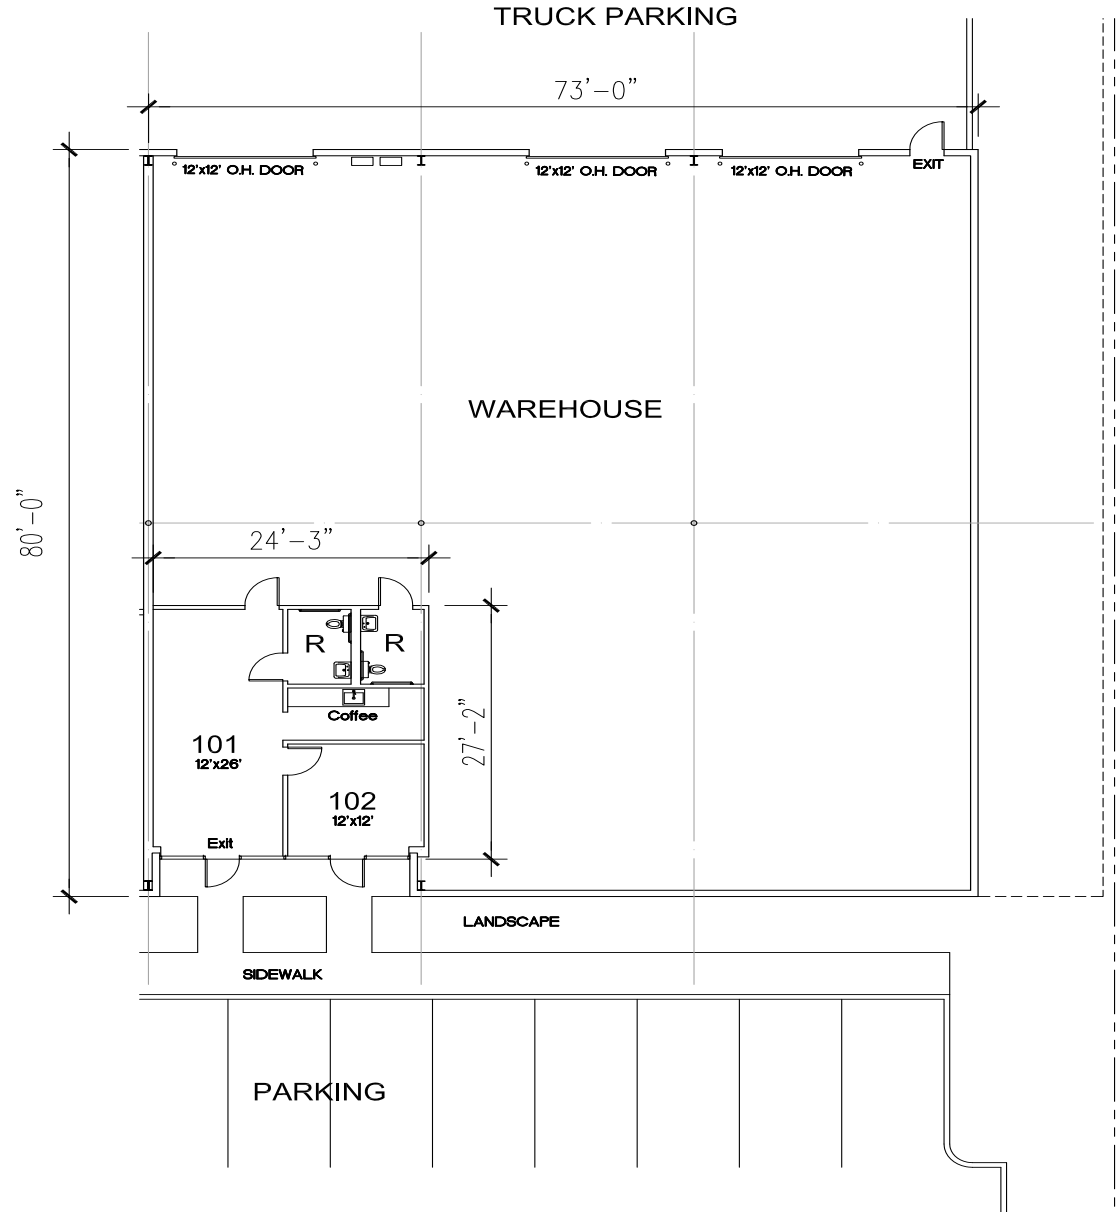 TRUCK PARKING
73’-0”
12'x12' O.H. DOOR
12'x12' O.H. DOOR
12'x12' O.H. DOOR
EXIT
WAREHOUSE
80’-0”
24’-3”
R
R
27’-2”
Coffee
101
12'x26'
102
12'x12'
Exit
LANDSCAPE
SIDEWALK
PARKING